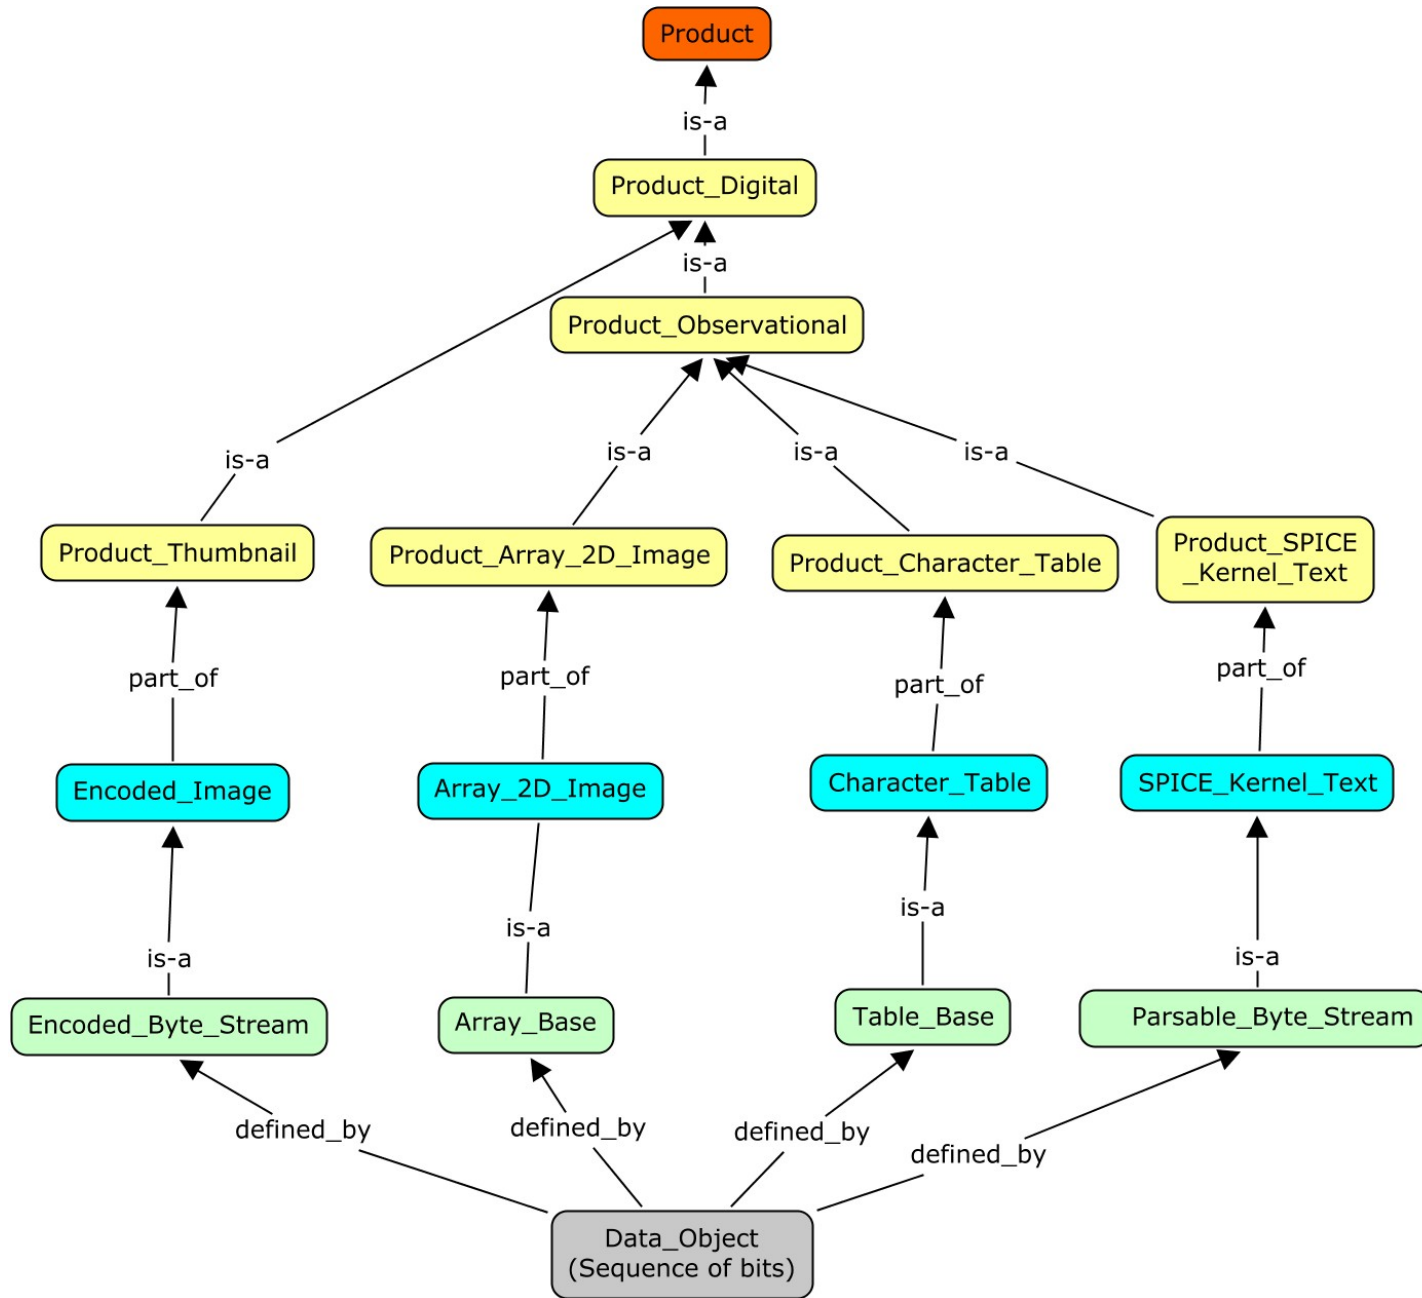 Product
is-a
Product_Digital
is-a
Product_Observational
is-a
is-a
is-a
is-a
Product_Thumbnail
Product_Array_2D_Image
Product_Character_Table
Product_SPICE
_Kernel_Text
part_of
part_of
part_of
part_of
Encoded_Image
Array_2D_Image
Character_Table
SPICE_Kernel_Text
is-a
is-a
is-a
is-a
Encoded_Byte_Stream
Array_Base
Table_Base
Parsable_Byte_Stream
defined_by
defined_by
defined_by
defined_by
Data_Object
(Sequence of bits)